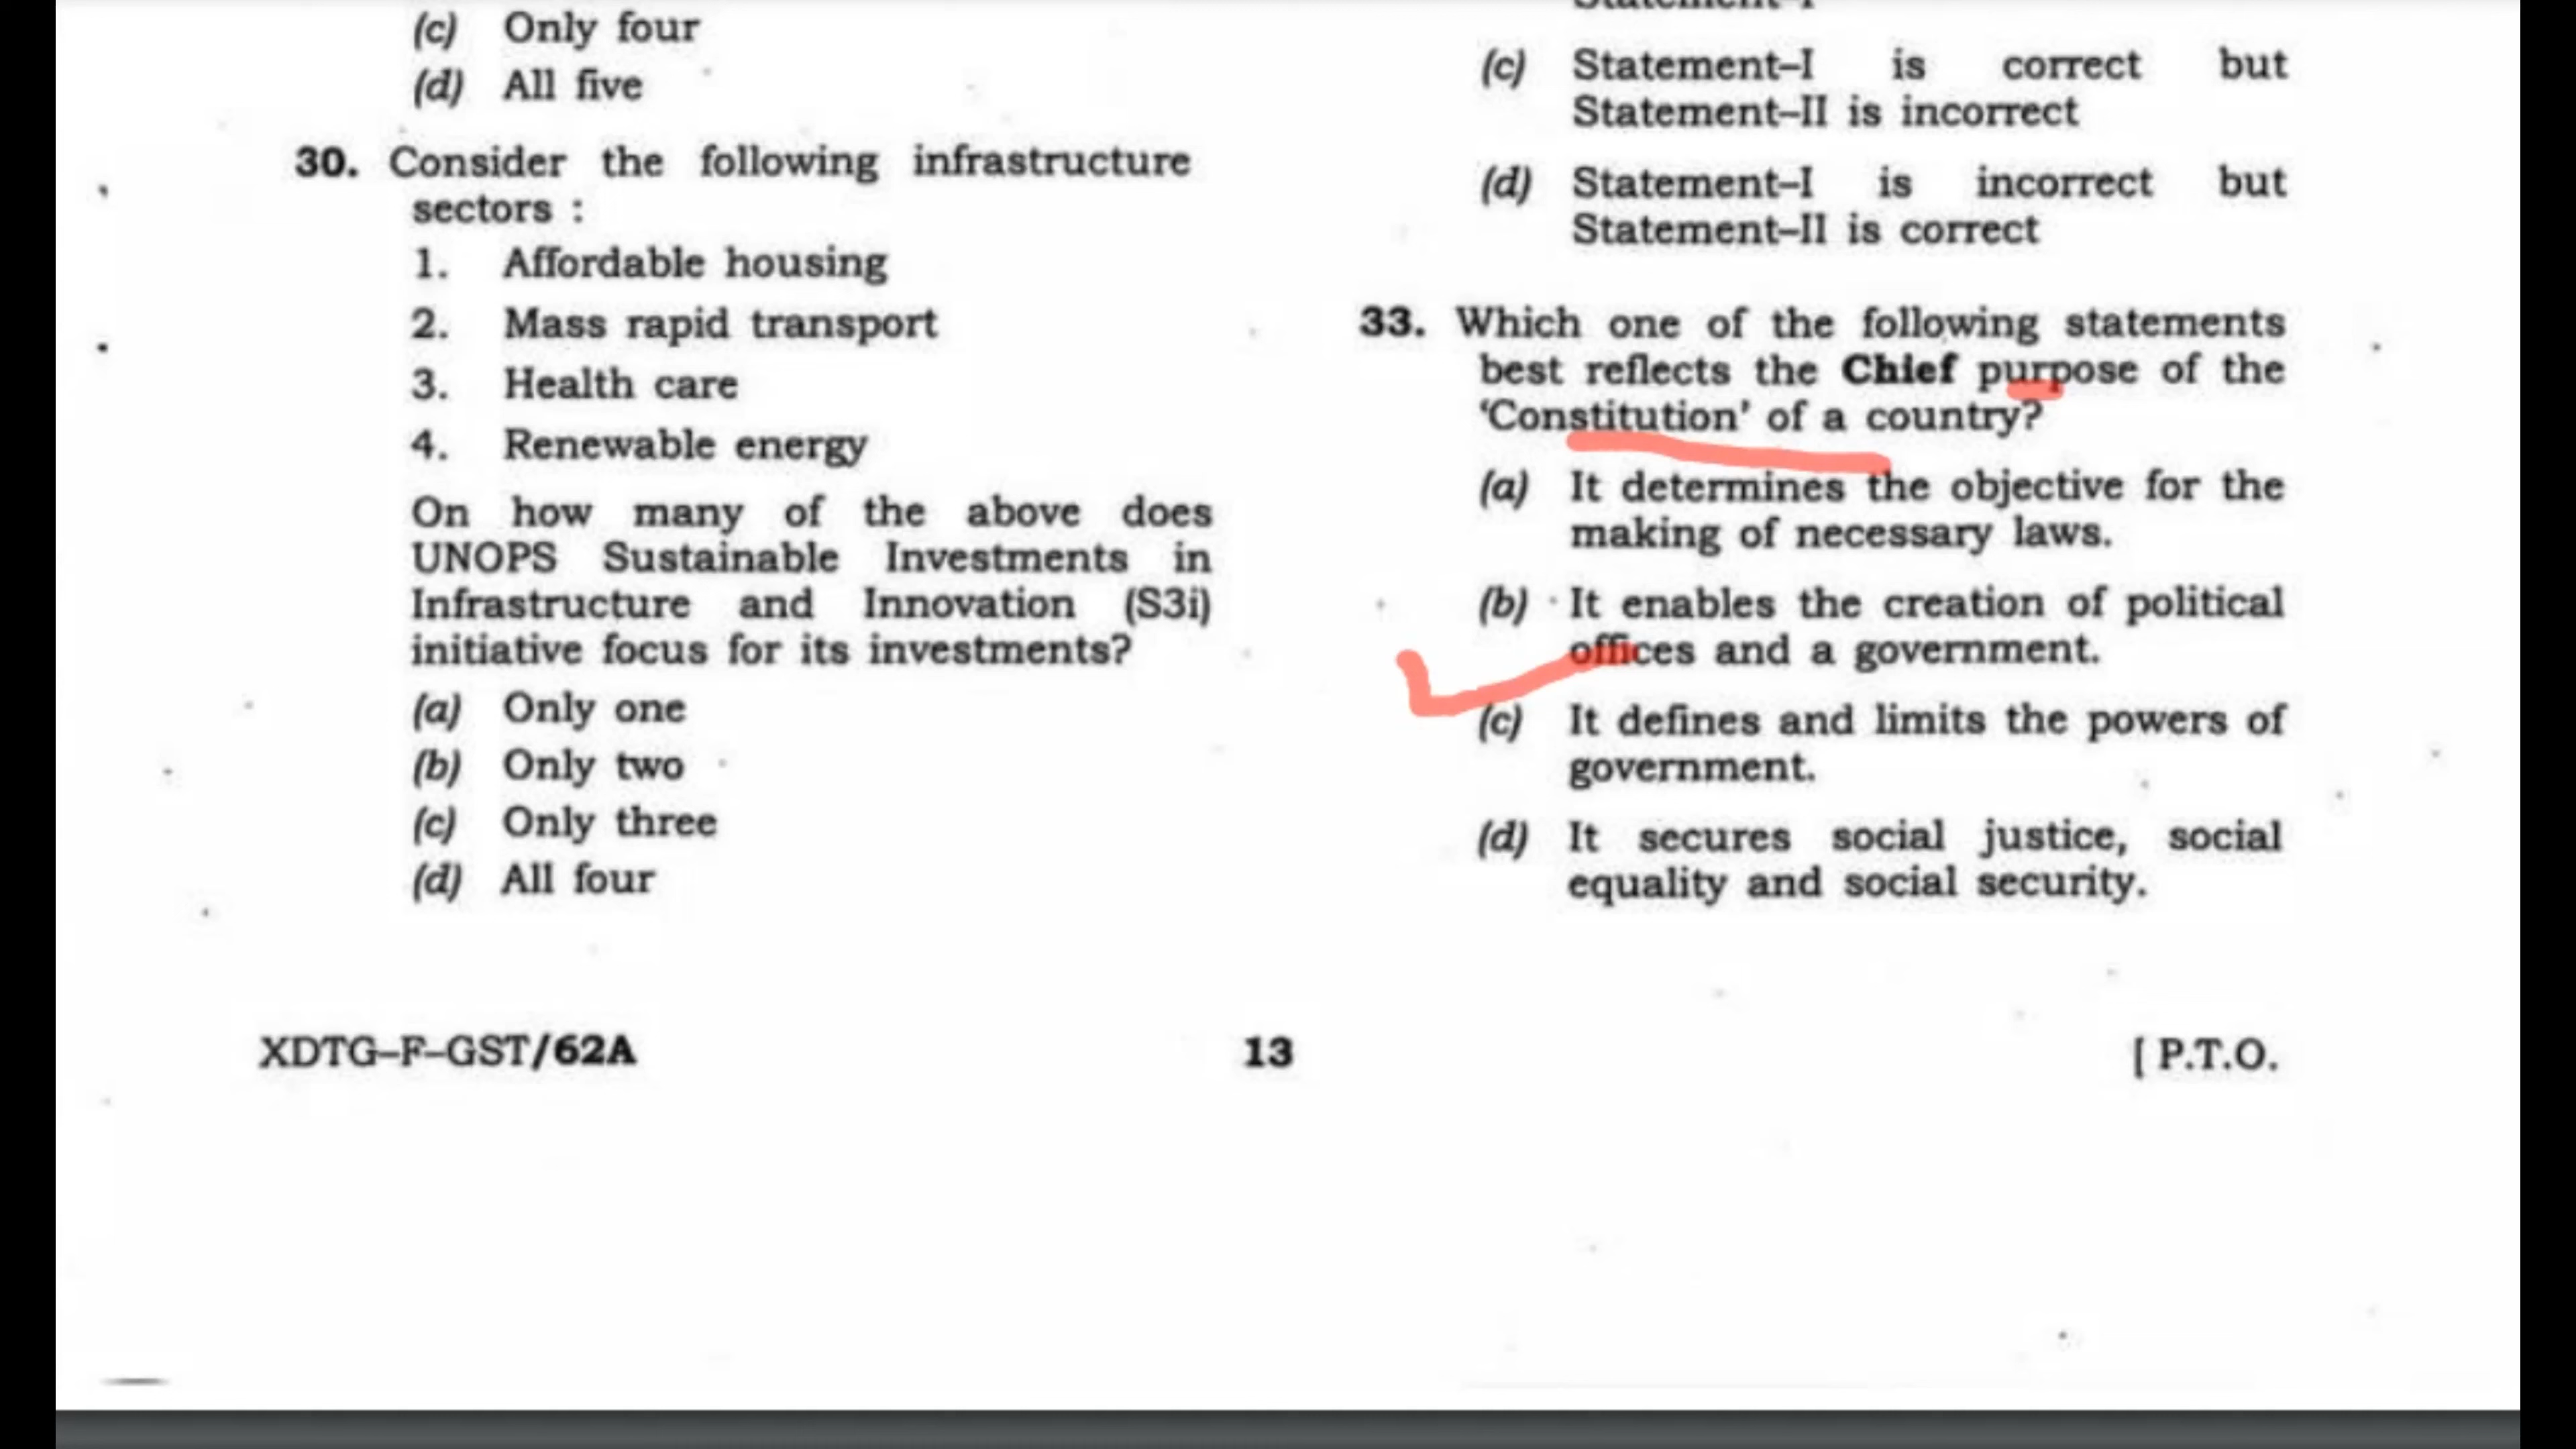 (c) Only four
(d) All five
30. Consider the following infrastructure
sectors :
1. Affordable housing
2. Mass rapid transport
3. Health care
4. Renewable energy
On how many of the above does
UNOPS Sustainable Investments in
Infrastructure and Innovation (S3i)
initiative focus for its investments?
(a) Only one
(b) Only two
(c) Only three
(d) All four
Statement–I
(c) Statement–I is correct but
Statement–II is incorrect
(d) Statement–I is incorrect but
Statement–II is correct
33. Which one of the following statements
best reflects the Chief purpose of the
‘Constitution’ of a country?
(a) It determines the objective for the
making of necessary laws.
(b) It enables the creation of political
offices and a government.
(c) It defines and limits the powers of
government.
(d) It secures social justice, social
equality and social security.
XDTG–F–GST/62A
13
[ P.T.O.